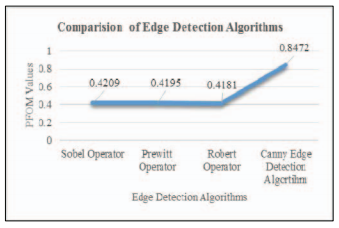 Comparision of Edge Detection Algorithms
PFOM Values
1
0.8
0.6
0.4
0.2
0
0.4209
0.4195
0.4181
0.8472
Sobel Operator
Prewitt
Operator
Robert
Operator
Canny Edge
Detection
Algortihm
Edge Detection Algorithms